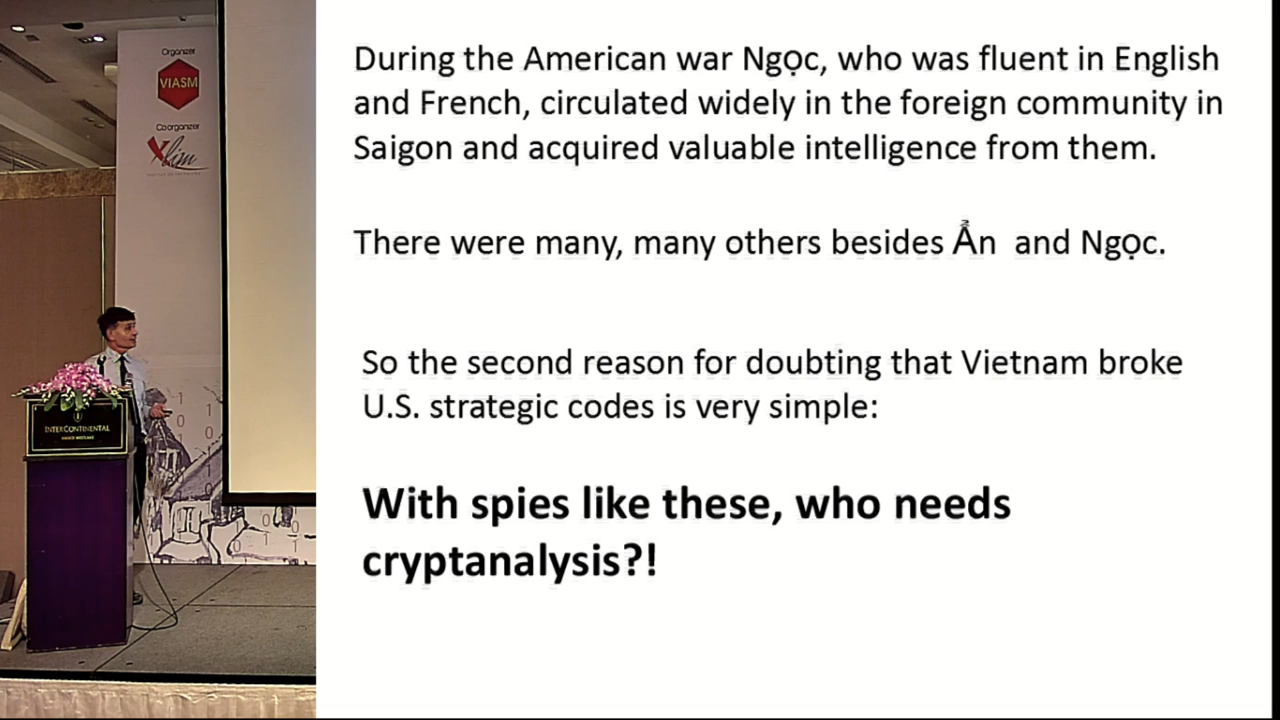 Organizer
VIASM
Co organizer
Xlim
INTERCONTINENTAL
During the American war Ngọc, who was fluent in English
and French, circulated widely in the foreign community in
Saigon and acquired valuable intelligence from them.
There were many, many others besides Ẩn and Ngọc.
So the second reason for doubting that Vietnam broke
U.S. strategic codes is very simple:
With spies like these, who needs
cryptanalysis?!